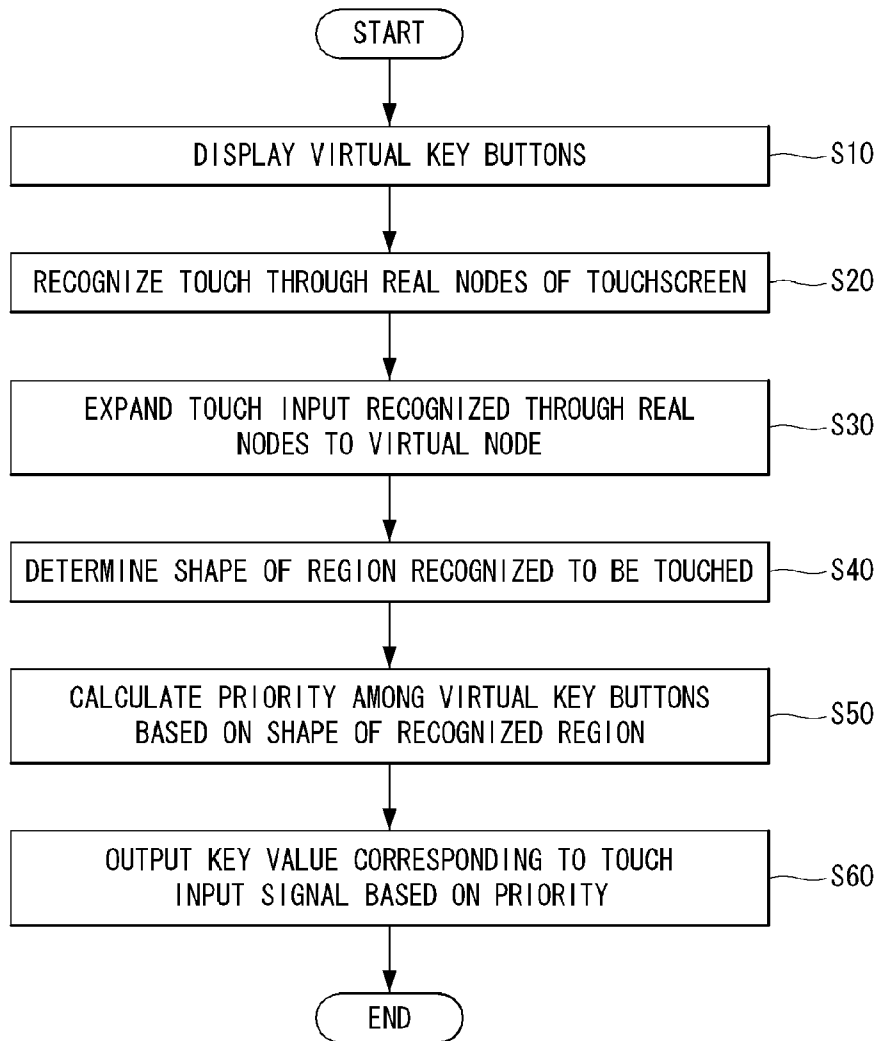 START
DISPLAY VIRTUAL KEY BUTTONS
S10
RECOGNIZE TOUCH THROUGH REAL NODES OF TOUCHSCREEN
S20
EXPAND TOUCH INPUT RECOGNIZED THROUGH REAL
NODES TO VIRTUAL NODE
S30
DETERMINE SHAPE OF REGION RECOGNIZED TO BE TOUCHED
S40
CALCULATE PRIORITY AMONG VIRTUAL KEY BUTTONS
BASED ON SHAPE OF RECOGNIZED REGION
S50
OUTPUT KEY VALUE CORRESPONDING TO TOUCH
INPUT SIGNAL BASED ON PRIORITY
S60
END